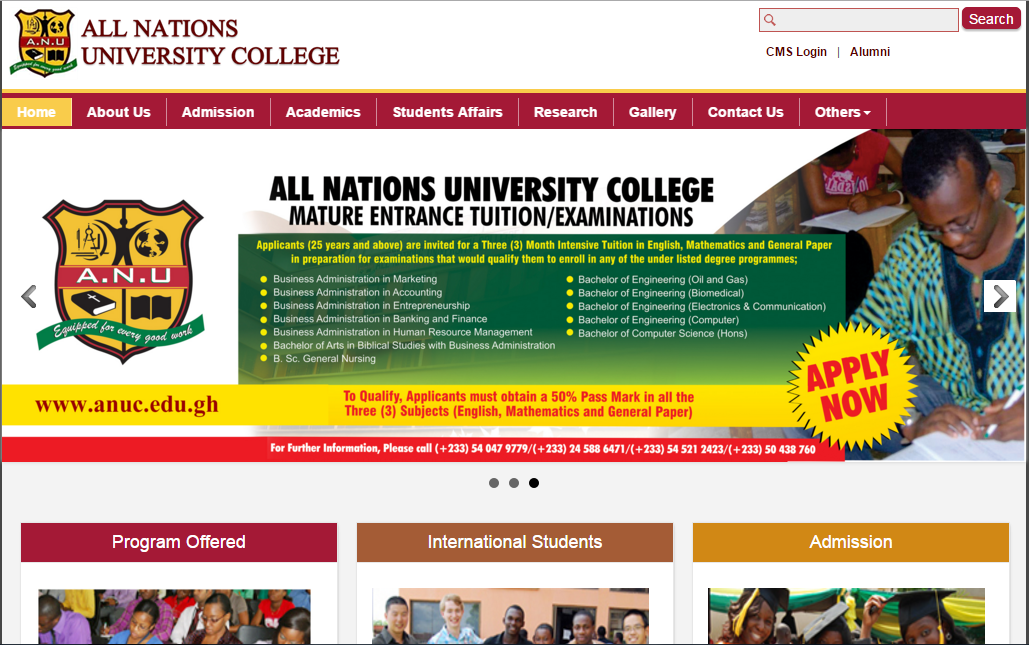 A.N.U
Equipped for every good work
ALL NATIONS
UNIVERSITY COLLEGE
Search
CMS Login | Alumni
Home
About Us
Admission
Academics
Students Affairs
Research
Gallery
Contact Us
Others
ALL NATIONS UNIVERSITY COLLEGE
MATURE ENTRANCE TUITION/EXAMINATIONS
A.N.U
Equipped for every good work
Applicants (25 years and above) are invited for a Three (3) Month Intensive Tuition in English, Mathematics and General Paper
in preparation for examinations that would qualify them to enroll in any of the under listed degree programmes;
Business Administration in Marketing
Business Administration in Accounting
Business Administration in Entrepreneurship
Business Administration in Banking and Finance
Business Administration in Human Resource Management
Bachelor of Arts in Biblical Studies with Business Administration
B. Sc. General Nursing
Bachelor of Engineering (Oil and Gas)
Bachelor of Engineering (Biomedical)
Bachelor of Engineering (Electronics & Communication)
Bachelor of Engineering (Computer)
Bachelor of Computer Science (Hons)
APPLY
NOW
www.anuc.edu.gh
To Qualify, Applicants must obtain a 50% Pass Mark in all the
Three (3) Subjects (English, Mathematics and General Paper)
For Further Information, Please call (+233) 54 047 9779/(+233) 24 588 6471/(+233) 54 521 2423/(+233) 50 438 760
Program Offered
International Students
Admission